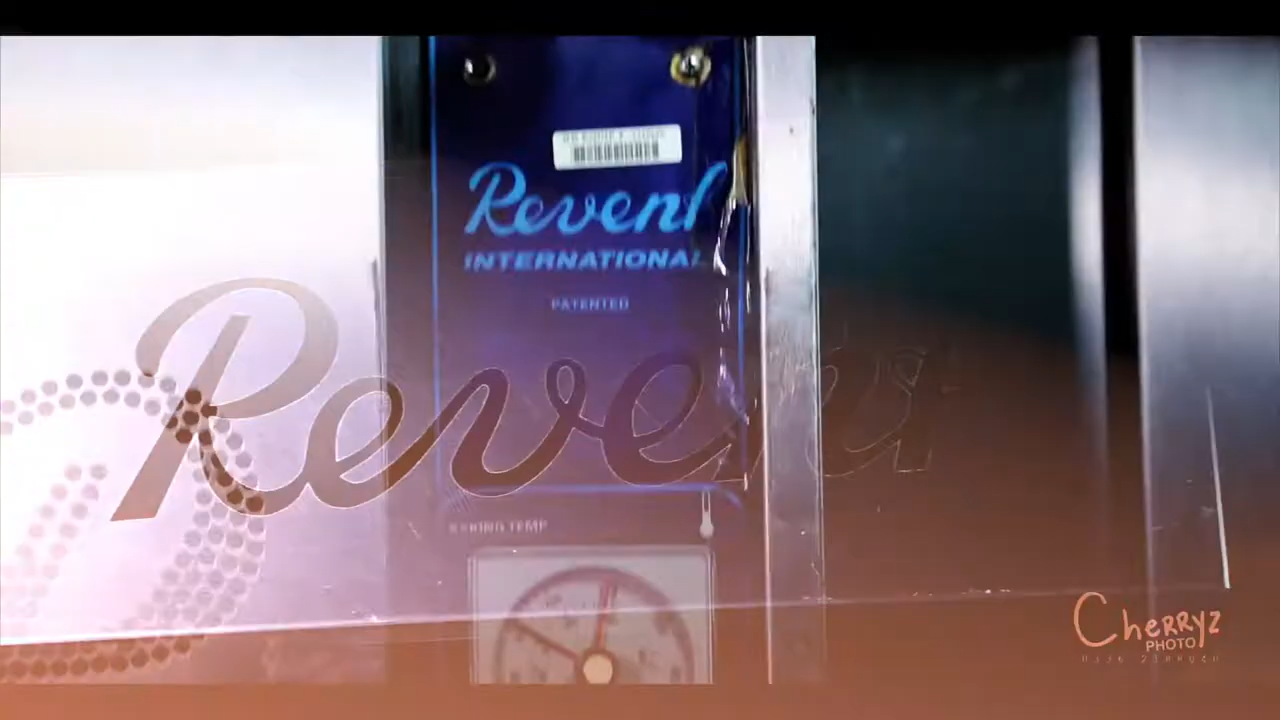 Revent
INTERNATIONAL
PATENTED
Revent
BAKING TEMP
Cherryz
PHOTO